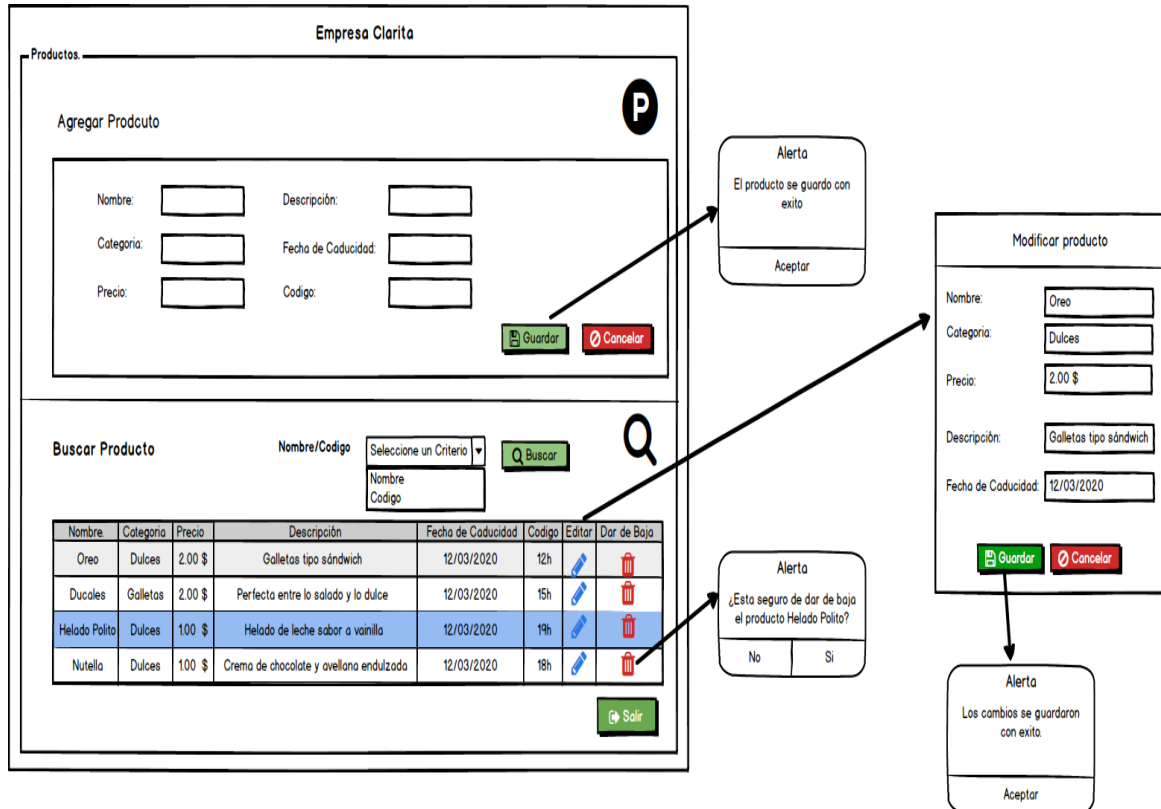 Empresa Clarita
Productos.
P
Agregar Prodcuto
Nombre:
Descripción:
Categoria:
Fecha de Caducidad:
Precio:
Codigo:
Guardar
Cancelar
Buscar Producto
Nombre/Codigo
Seleccione un Criterio
Buscar
Nombre
Codigo
Nombre. Categoria Precio Descripción Fecha de Caducidad Codigo Editar Dar de Baja
Oreo Dulces 2.00 $ Galletas tipo sándwich 12/03/2020 12h
Ducales Galletas 2.00 $ Perfecta entre lo salado y lo dulce 12/03/2020 15h
Helado Polito Dulces 1.00 $ Helado de leche sabor a vainilla 12/03/2020 19h
Nutella Dulces 1.00 $ Crema de chocolate y avellana endulzada 12/03/2020 18h
Salir
Alerta
El producto se guardo con
exito
Aceptar
Alerta
¿Esta seguro de dar de baja
el producto Helado Polito?
No
Si
Modificar producto
Nombre:
Oreo
Categoria:
Dulces
Precio:
2.00 $
Descripción:
Galletas tipo sándwich
Fecha de Caducidad:
12/03/2020
Guardar
Cancelar
Alerta
Los cambios se guardaron
con exito.
Aceptar